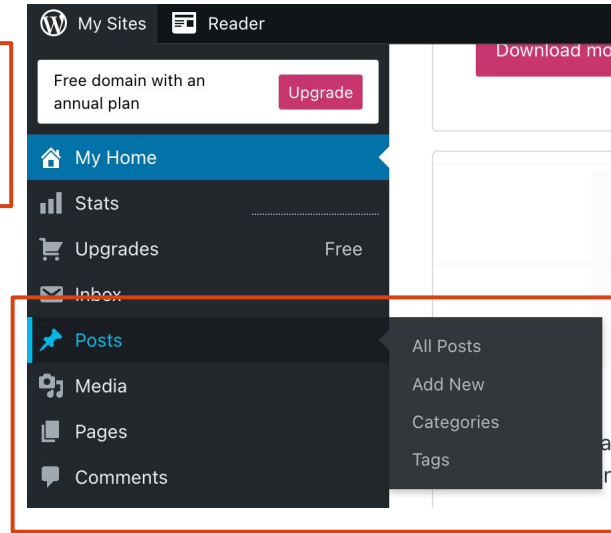 My Sites Reader
Download mo
Free domain with an
annual plan
Upgrade
My Home
Stats
Upgrades Free
Inbox
Posts
All Posts
Add New
Media
Categories
Pages
Tags
Comments